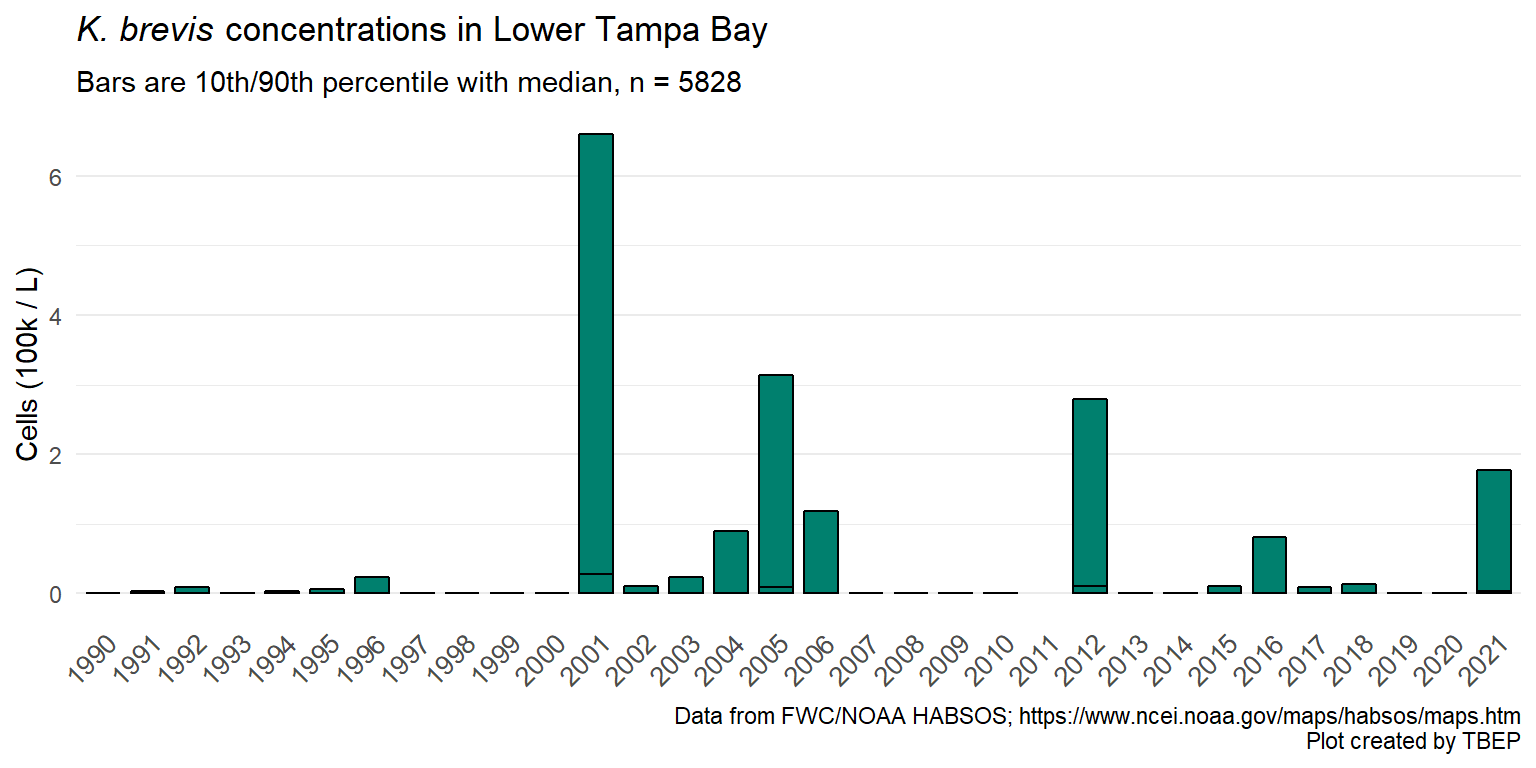 K. brevis concentrations in Lower Tampa Bay
Bars are 10th/90th percentile with median, n = 5828
Cells (100k / L)
6
4
2
0
1990 1991 1992 1993 1994 1995 1996 1997 1998 1999 2000 2001 2002 2003 2004 2005 2006 2007 2008 2009 2010 2011 2012 2013 2014 2015 2016 2017 2018 2019 2020 2021
Data from FWC/NOAA HABSOS; https://www.ncei.noaa.gov/maps/habsos/maps.htm
Plot created by TBEP